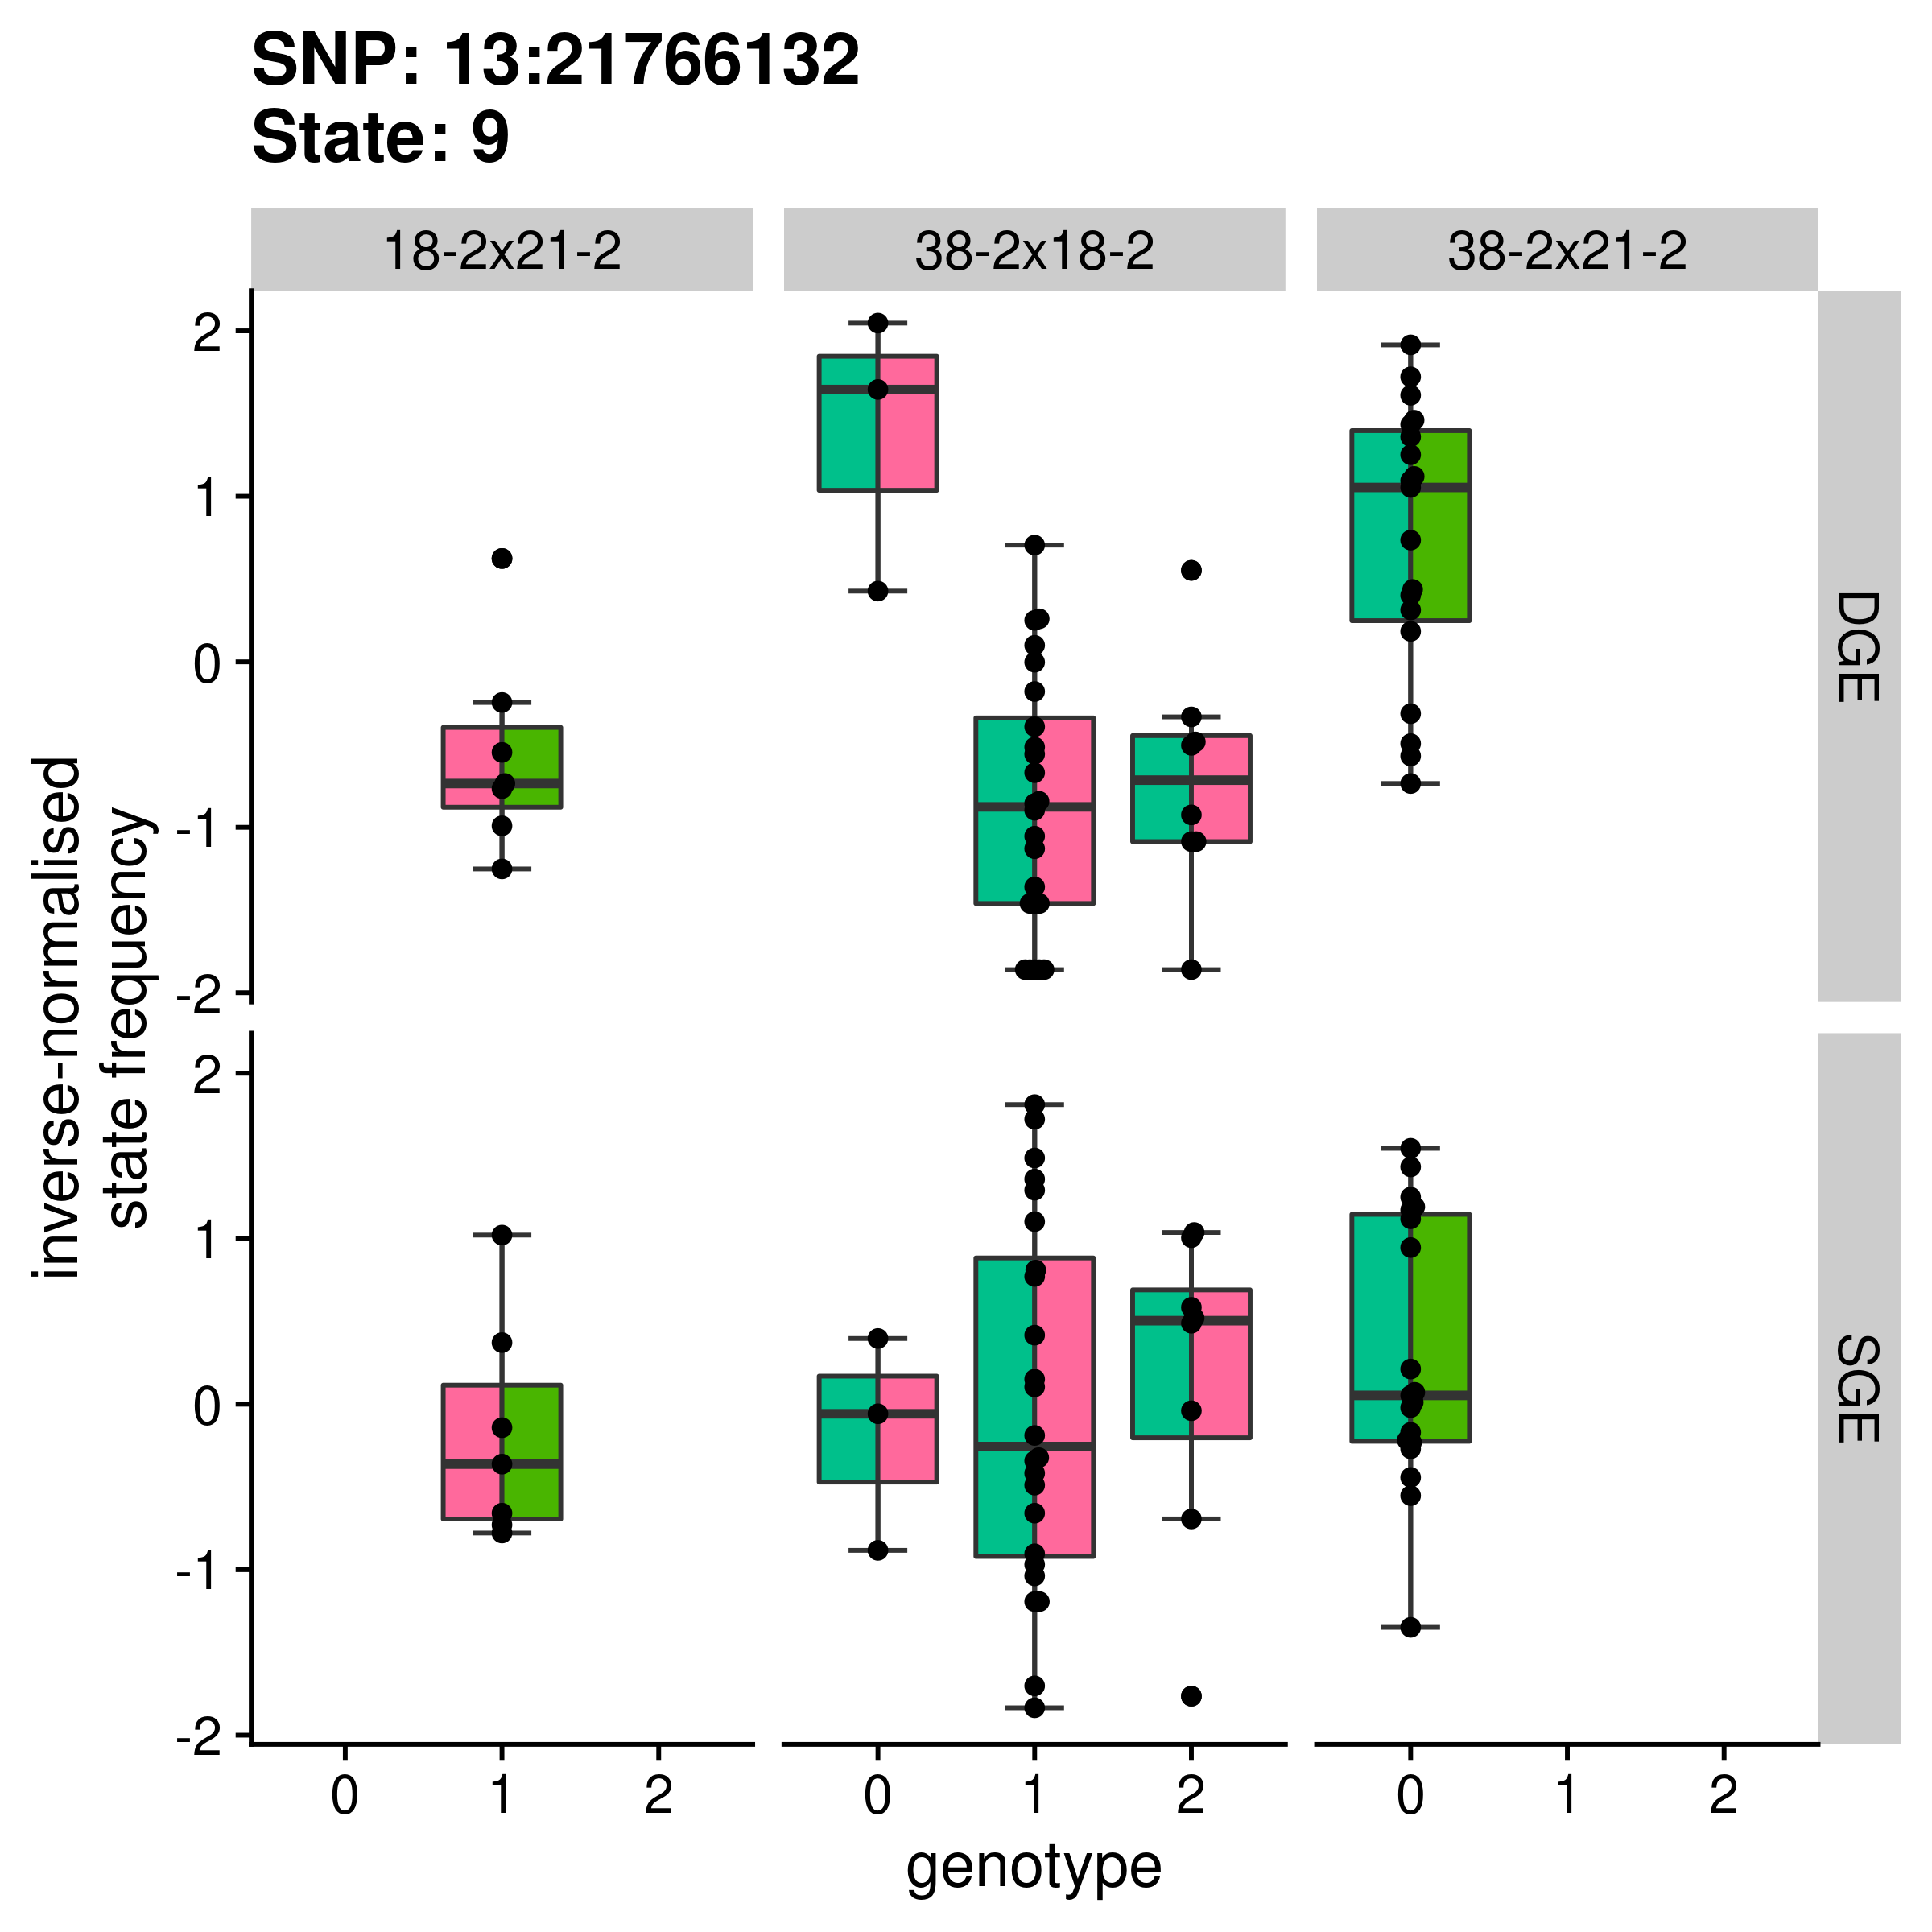 SNP: 13:21766132
State: 9
18-2x21-2
38-2x18-2
38-2x21-2
2
1
0
-1
-2
DGE
2
1
0
-1
-2
SGE
inverse-normalised
state frequency
0 1 2
0 1 2
0 1 2
genotype